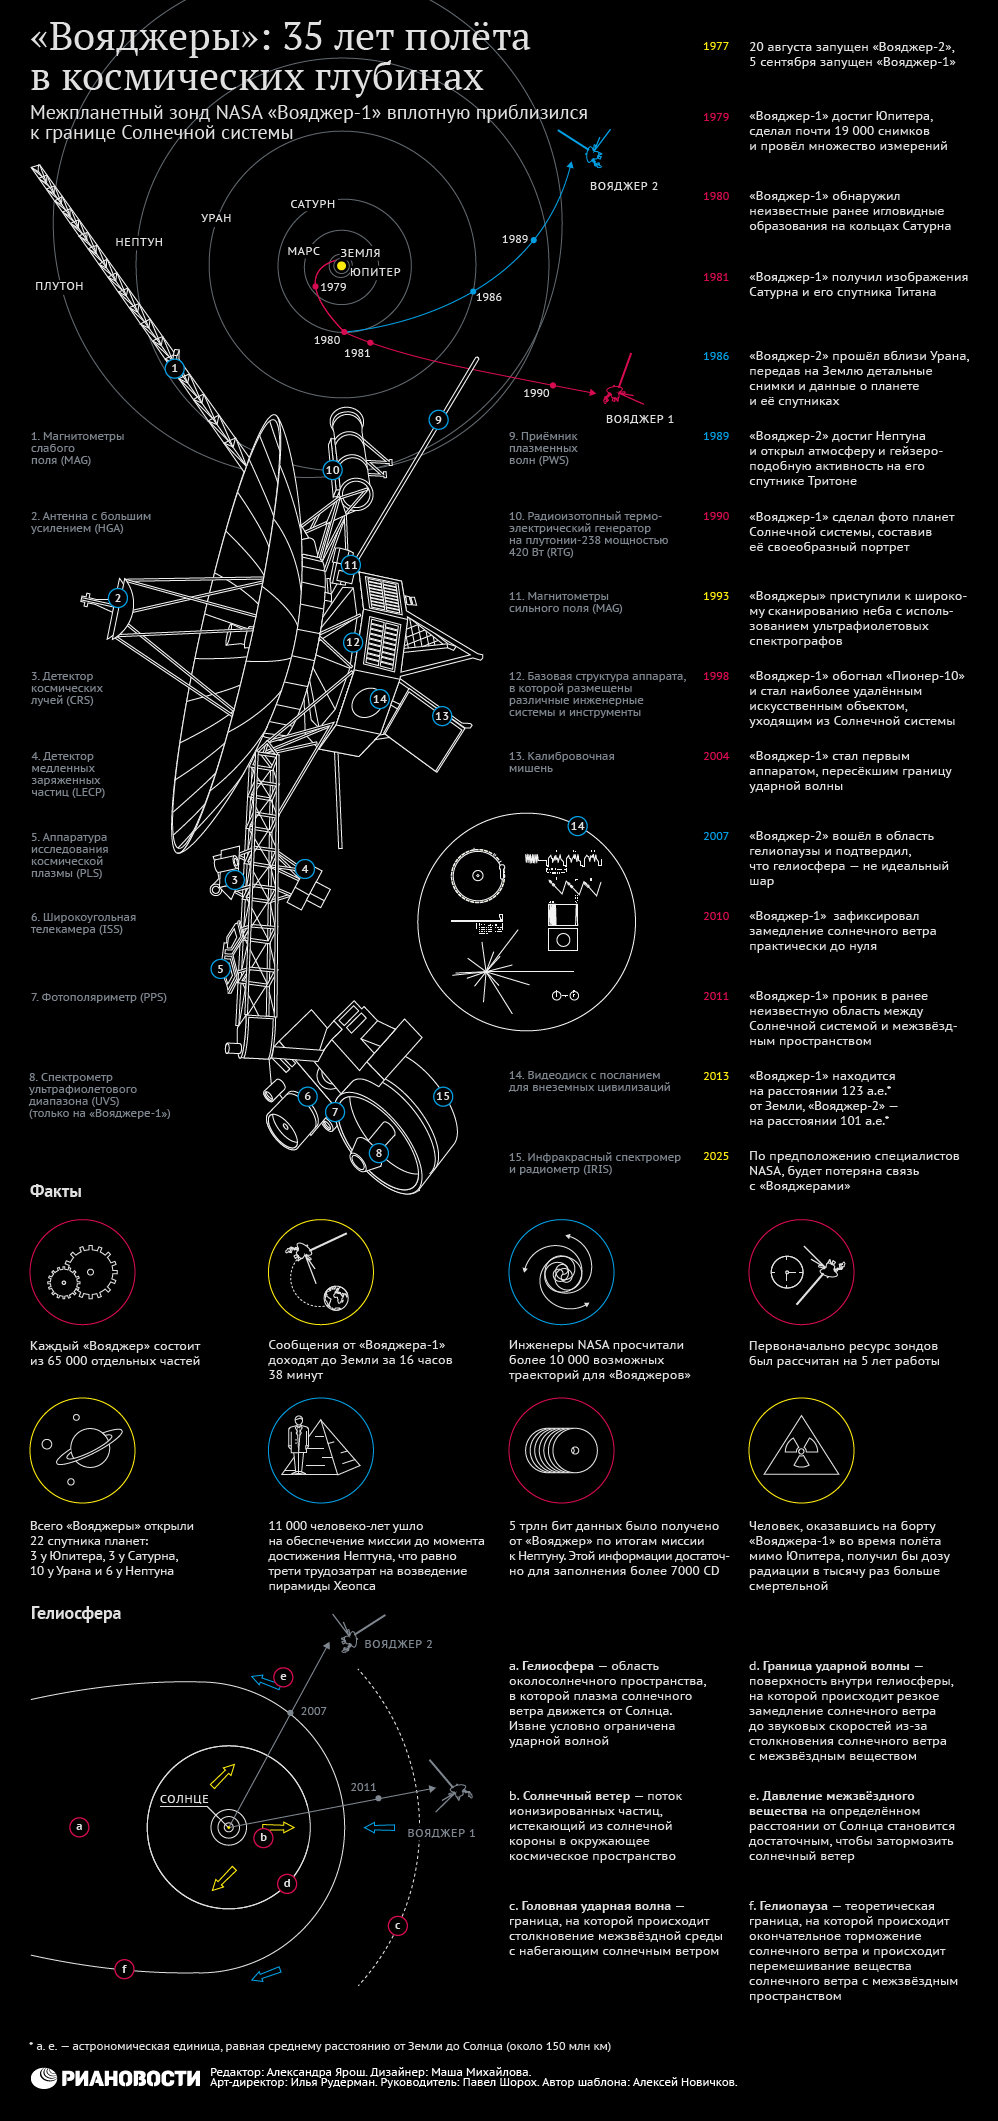 «Вояджеры»: 35 лет полёта
в космических глубинах
Межпланетный зонд NASA «Вояджер-1» вплотную приблизился
к границе Солнечной системы
ВОЯДЖЕР 2
САТУРН
УРАН
НЕПТУН
ПЛУТОН
МАРС
ЗЕМЛЯ
ЮПИТЕР
1979
1980
1981
1986
1989
1990
ВОЯДЖЕР 1
1977
20 августа запущен «Вояджер-2»,
5 сентября запущен «Вояджер-1»
1979
«Вояджер-1» достиг Юпитера,
сделал почти 19 000 снимков
и провёл множество измерений
1980
«Вояджер-1» обнаружил
неизвестные ранее игловидные
образования на кольцах Сатурна
1981
«Вояджер-1» получил изображения
Сатурна и его спутника Титана
1986
«Вояджер-2» прошёл вблизи Урана,
передав на Землю детальные
снимки и данные о планете
и её спутниках
1989
«Вояджер-2» достиг Нептуна
и открыл атмосферу и гейзеро-
подобную активность на его
спутнике Тритоне
1990
«Вояджер-1» сделал фото планет
Солнечной системы, составив
её своеобразный портрет
1993
«Вояджеры» приступили к широко-
му сканированию неба с исполь-
зованием ультрафиолетовых
спектрографов
1998
«Вояджер-1» обогнал «Пионер-10»
и стал наиболее удалённым
искусственным объектом,
уходящим из Солнечной системы
2004
«Вояджер-1» стал первым
аппаратом, пересёкшим границу
ударной волны
2007
«Вояджер-2» вошёл в область
гелиопаузы и подтвердил,
что гелиосфера — не идеальный
шар
2010
«Вояджер-1» зафиксировал
замедление солнечного ветра
практически до нуля
2011
«Вояджер-1» проник в ранее
неизвестную область между
Солнечной системой и межзвёзд-
ным пространством
2013
«Вояджер-1» находится
на расстоянии 123 а.е.*
от Земли, «Вояджер-2» —
на расстоянии 101 а.е.*
2025
По предположению специалистов
NASA, будет потеряна связь
с «Вояджерами»
1. Магнитометры
слабого
поля (MAG)
2. Антенна с большим
усилением (HGA)
3. Детектор
космических
лучей (CRS)
4. Детектор
медленных
заряженных
частиц (LECP)
5. Аппаратура
исследования
космической
плазмы (PLS)
6. Широкоугольная
телекамера (ISS)
7. Фотополяриметр (PPS)
8. Спектрометр
ультрафиолетового
диапазона (UVS)
(только на «Вояджере-1»)
9. Приёмник
плазменных
волн (PWS)
10. Радиоизотопный термо-
электрический генератор
на плутонии-238 мощностью
420 Вт (RTG)
11. Магнитометры
сильного поля (MAG)
12. Базовая структура аппарата,
в которой размещены
различные инженерные
системы и инструменты
13. Калибровочная
мишень
14. Видеодиск с посланием
для внеземных цивилизаций
15. Инфракрасный спектромер
и радиометр (IRIS)
1
2
3
4
5
6
7
8
9
10
11
12
13
14
14
15
Факты
Каждый «Вояджер» состоит
из 65 000 отдельных частей
Сообщения от «Вояджера-1»
доходят до Земли за 16 часов
38 минут
Инженеры NASA просчитали
более 10 000 возможных
траекторий для «Вояджеров»
Первоначально ресурс зондов
был рассчитан на 5 лет работы
Всего «Вояджеры» открыли
22 спутника планет:
3 у Юпитера, 3 у Сатурна,
10 у Урана и 6 у Нептуна
11 000 человеко-лет ушло
на обеспечение миссии до момента
достижения Нептуна, что равно
трети трудозатрат на возведение
пирамиды Хеопса
5 трлн бит данных было получено
от «Вояджер» по итогам миссии
к Нептуну. Этой информации достаточ-
но для заполнения более 7000 CD
Человек, оказавшись на борту
«Вояджера-1» во время полёта
мимо Юпитера, получил бы дозу
радиации в тысячу раз больше
смертельной
Гелиосфера
ВОЯДЖЕР 2
e
2007
2011
СОЛНЦЕ
a
b
ВОЯДЖЕР 1
d
c
f
a. Гелиосфера — область
околосолнечного пространства,
в которой плазма солнечного
ветра движется от Солнца.
Извне условно ограничена
ударной волной
b. Солнечный ветер — поток
ионизированных частиц,
истекающий из солнечной
короны в окружающее
космическое пространство
c. Головная ударная волна —
граница, на которой происходит
столкновение межзвёздной среды
с набегающим солнечным ветром
d. Граница ударной волны —
поверхность внутри гелиосферы,
на которой происходит резкое
замедление солнечного ветра
до звуковых скоростей из-за
столкновения солнечного ветра
с межзвёздным веществом
e. Давление межзвёздного
вещества на определённом
расстоянии от Солнца становится
достаточным, чтобы затормозить
солнечный ветер
f. Гелиопауза — теоретическая
граница, на которой происходит
окончательное торможение
солнечного ветра и происходит
перемешивание вещества
солнечного ветра с межзвёздным
пространством
* а. е. — астрономическая единица, равная среднему расстоянию от Земли до Солнца (около 150 млн км)
РИАНОВОСТИ
Редактор: Александра Ярош. Дизайнер: Маша Михайлова.
Арт-директор: Илья Рудерман. Руководитель: Павел Шорох. Автор шаблона: Алексей Новичков.